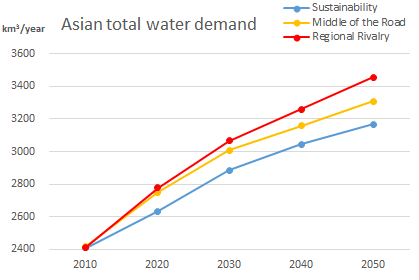 Asian total water demand
km³/year
Sustainability
Middle of the Road
Regional Rivalry
3600
3400
3200
3000
2800
2600
2400
2010 2020 2030 2040 2050